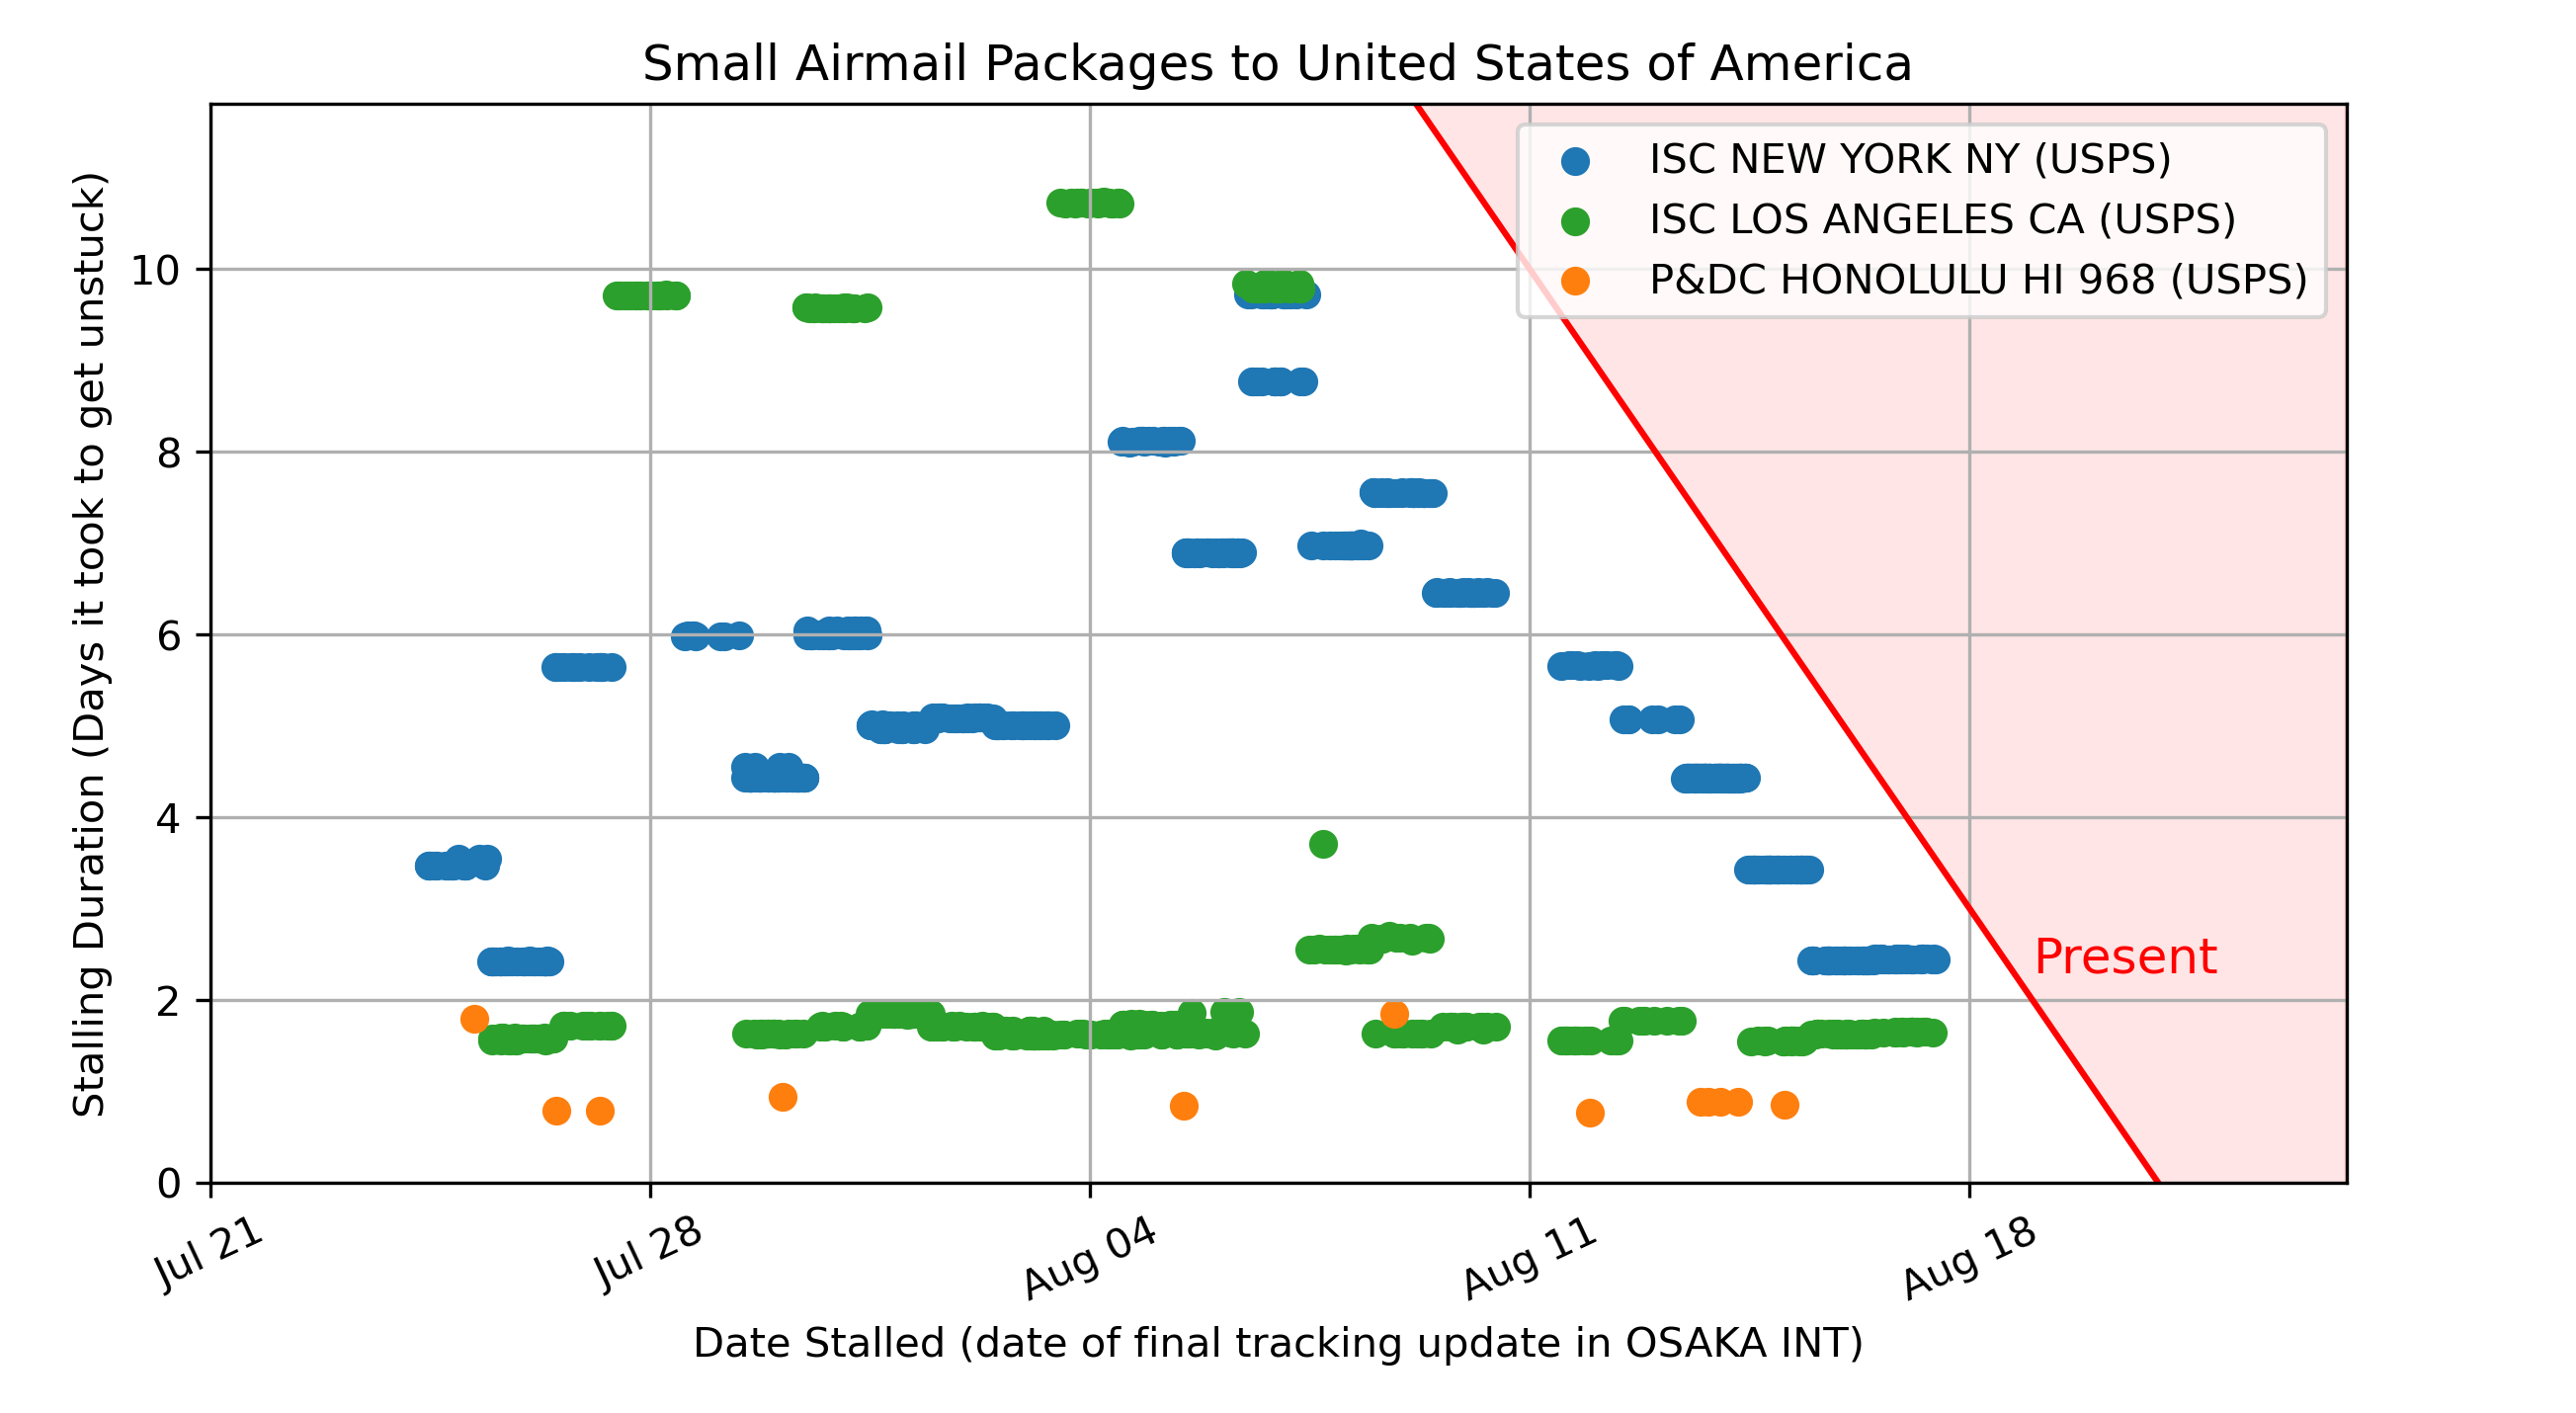 Small Airmail Packages to United States of America
ISC NEW YORK NY (USPS)
ISC LOS ANGELES CA (USPS)
P&DC HONOLULU HI 968 (USPS)
Present
Stalling Duration (Days it took to get unstuck)
10
8
6
4
2
0
Jul 21
Jul 28
Aug 04
Aug 11
Aug 18
Date Stalled (date of final tracking update in OSAKA INT)